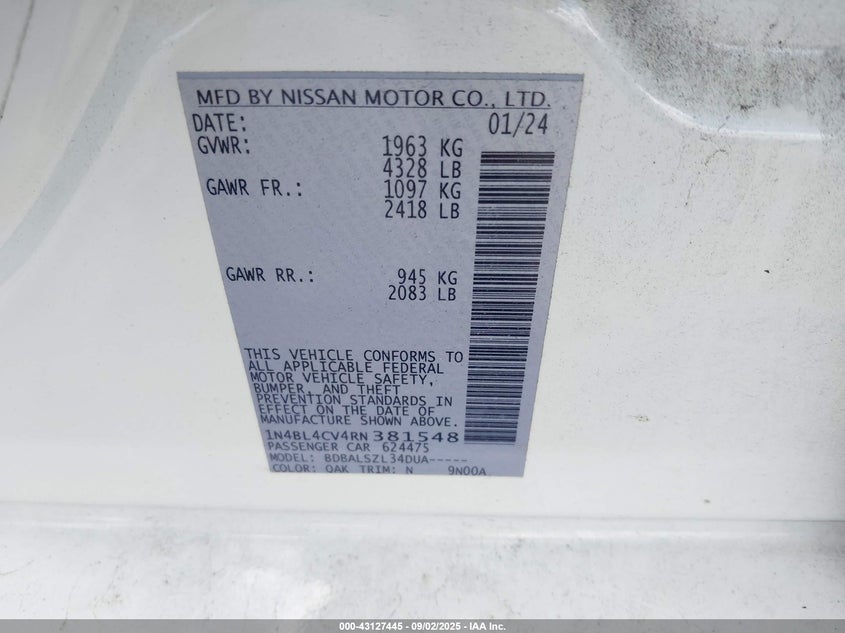 MFD BY NISSAN MOTOR CO., LTD.
DATE: 01/24
GVWR: 1963 KG
4328 LB
GAWR FR.: 1097 KG
2418 LB
GAWR RR.: 945 KG
2083 LB
THIS VEHICLE CONFORMS TO
ALL APPLICABLE FEDERAL
MOTOR VEHICLE SAFETY,
BUMPER, AND THEFT
PREVENTION STANDARDS IN
EFFECT ON THE DATE OF
MANUFACTURE SHOWN ABOVE.
1N4BL4CV4RN381548
PASSENGER CAR 624475
MODEL: BDBALSZL34DUA-----
COLOR: QAK TRIM: N 9N00A
000-43127445 - 09/02/2025 - IAA Inc.